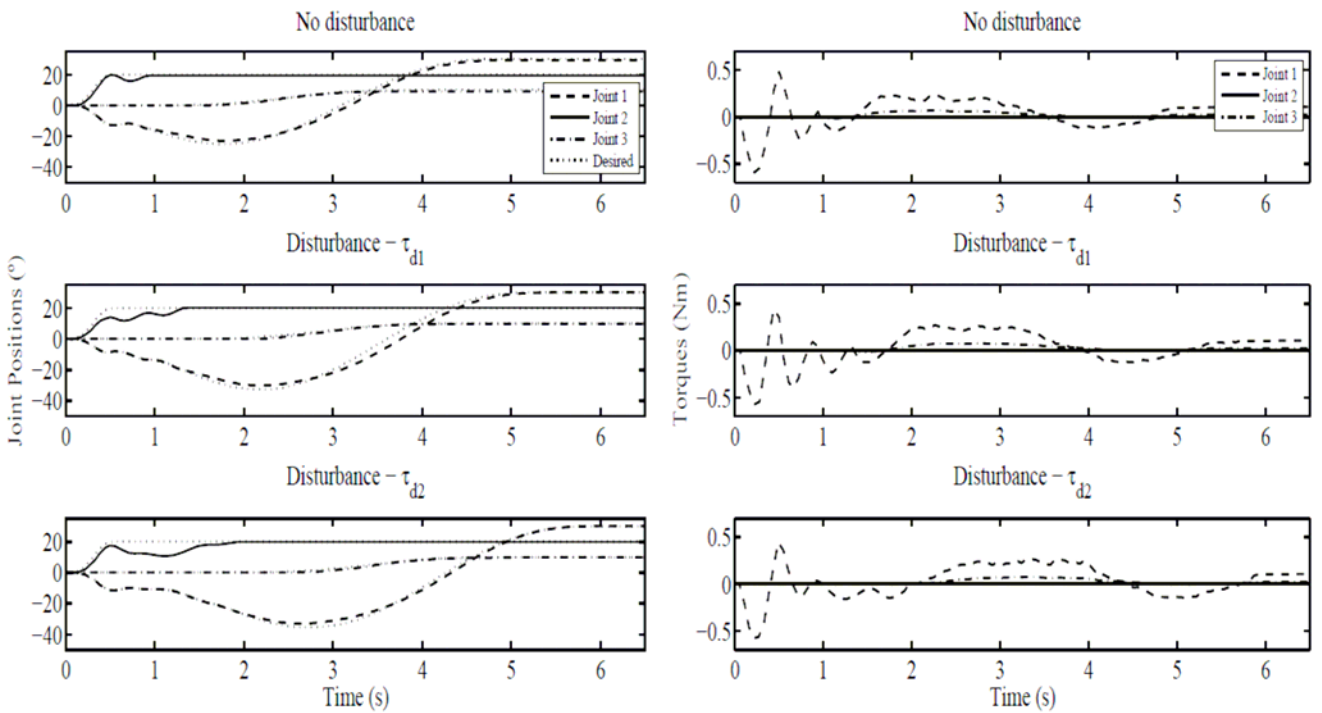 No disturbance
20
0
−20
−40
0 1 2 3 4 5 6
Joint 1
Joint 2
Joint 3
Desired
No disturbance
0.5
0
−0.5
0 1 2 3 4 5 6
Joint 1
Joint 2
Joint 3
Disturbance − τd1
20
0
−20
−40
0 1 2 3 4 5 6
Joint Positions (°)
Disturbance − τd1
0.5
0
−0.5
0 1 2 3 4 5 6
Torques (Nm)
Disturbance − τd2
20
0
−20
−40
0 1 2 3 4 5 6
Time (s)
Disturbance − τd2
0.5
0
−0.5
0 1 2 3 4 5 6
Time (s)